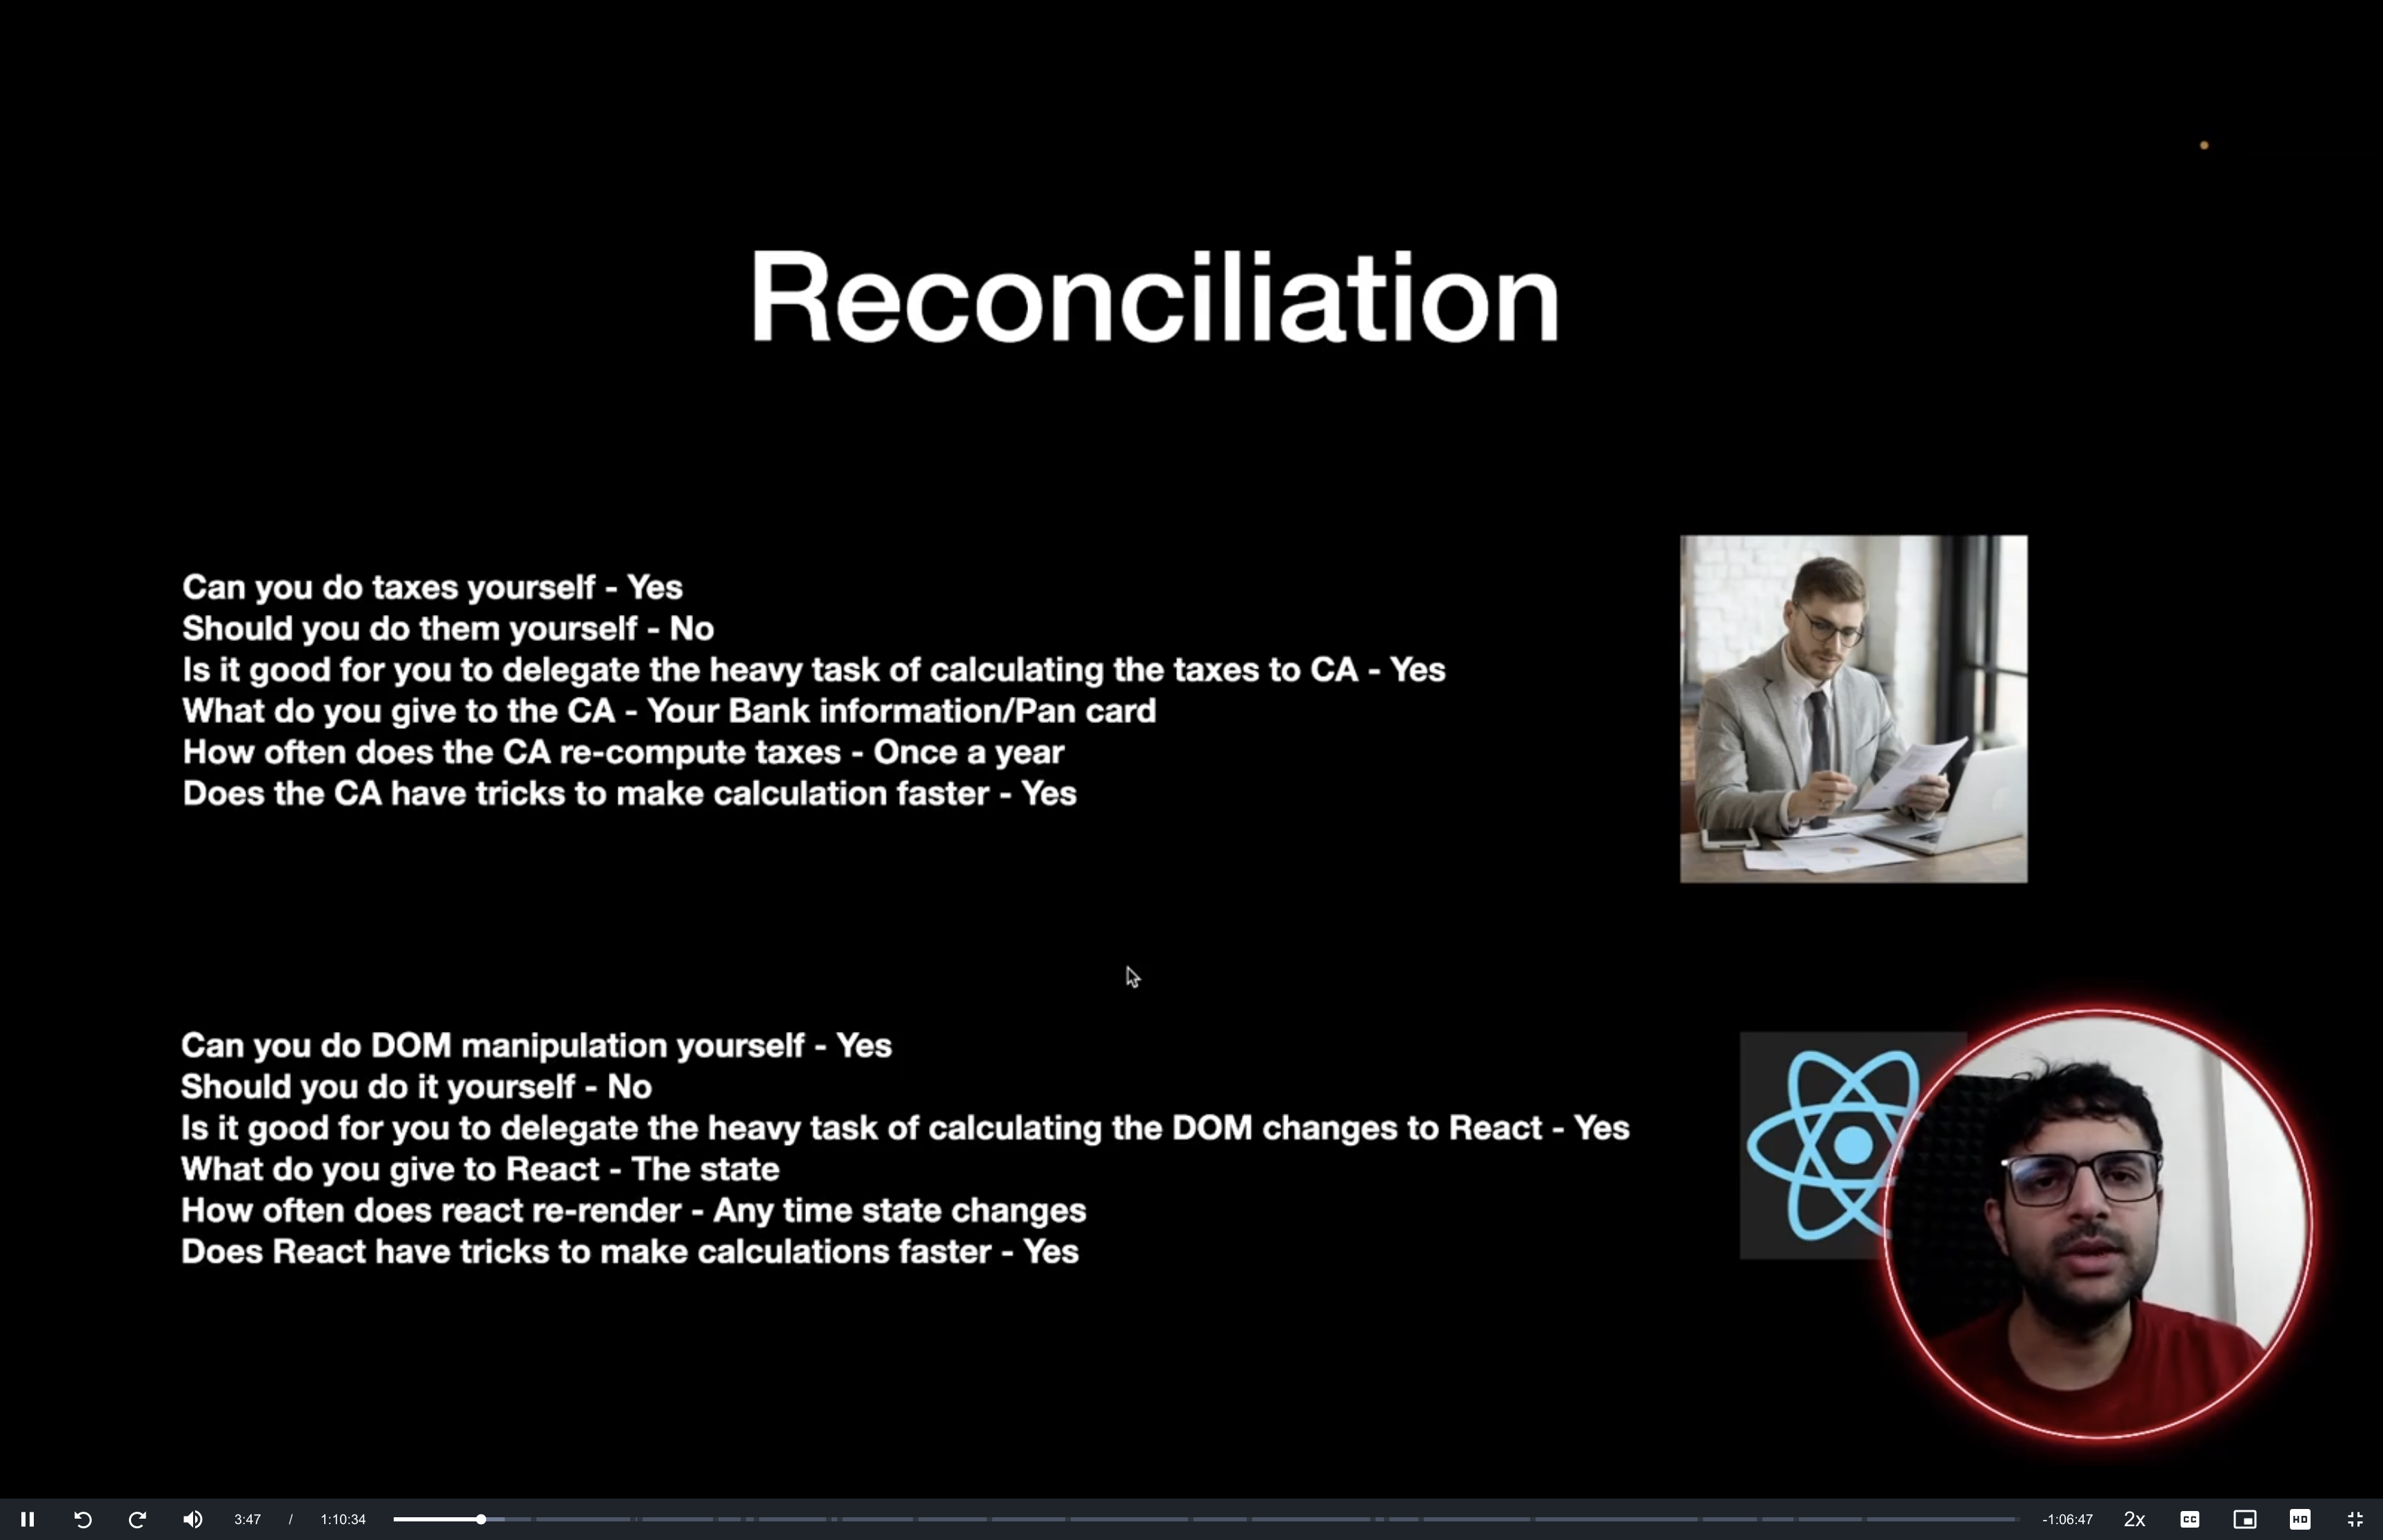 Reconciliation
Can you do taxes yourself - Yes
Should you do them yourself - No
Is it good for you to delegate the heavy task of calculating the taxes to CA - Yes
What do you give to the CA - Your Bank information/Pan card
How often does the CA re-compute taxes - Once a year
Does the CA have tricks to make calculation faster - Yes
Can you do DOM manipulation yourself - Yes
Should you do it yourself - No
Is it good for you to delegate the heavy task of calculating the DOM changes to React - Yes
What do you give to React - The state
How often does react re-render - Any time state changes
Does React have tricks to make calculations faster - Yes
3:47 / 1:10:34 -1:06:47 2x CC HD